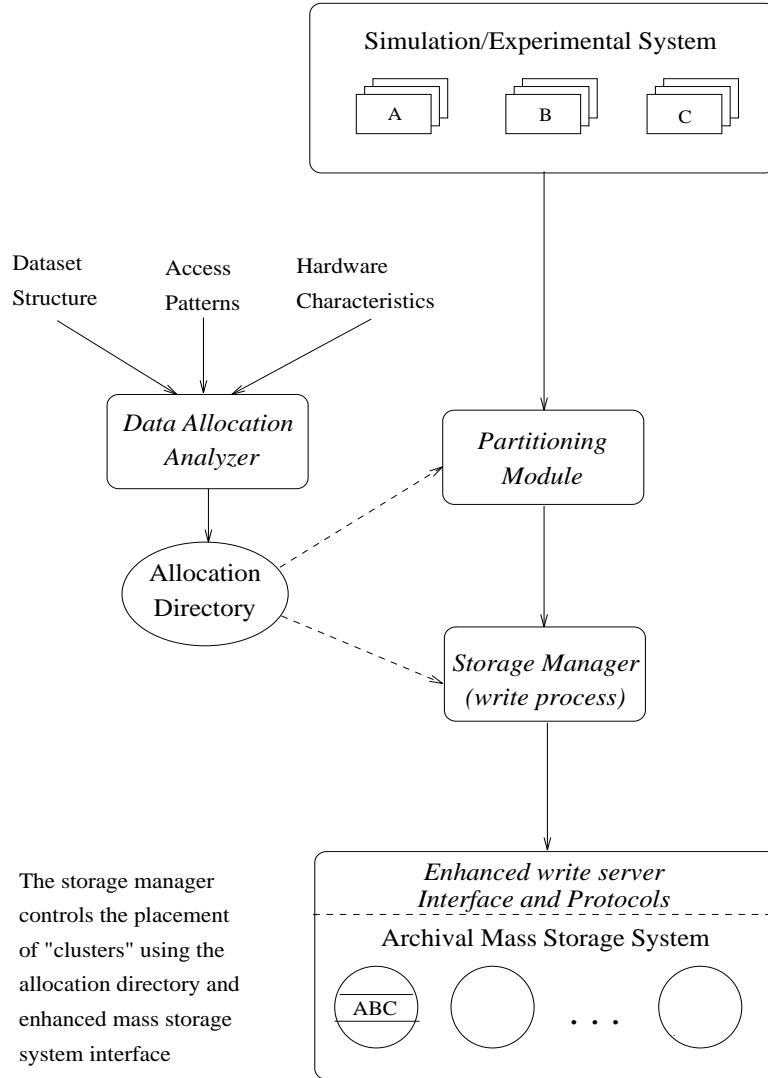 Simulation/Experimental System
A
B
C
Dataset
Structure
Access
Patterns
Hardware
Characteristics
Data Allocation
Analyzer
Partitioning
Module
Allocation
Directory
Storage Manager
(write process)
Enhanced write server
Interface and Protocols
Archival Mass Storage System
ABC
. . .
The storage manager
controls the placement
of "clusters" using the
allocation directory and
enhanced mass storage
system interface